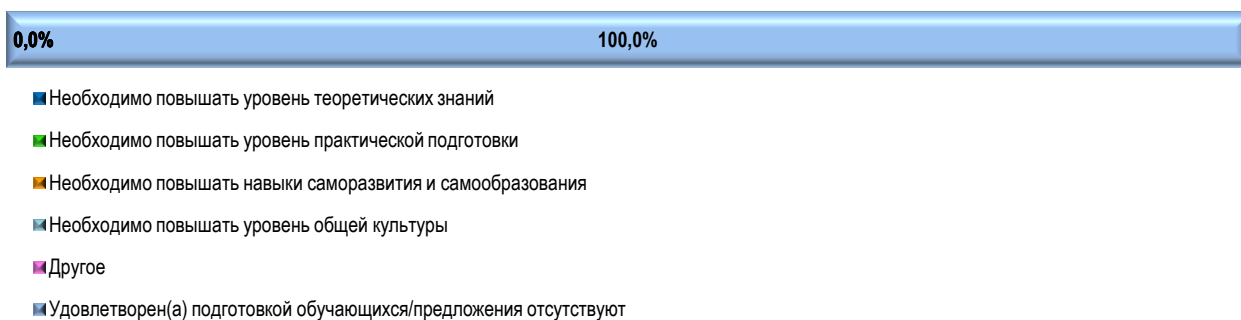 0,0% 100,0%
Необходимо повышать уровень теоретических знаний
Необходимо повышать уровень практической подготовки
Необходимо повышать навыки саморазвития и самообразования
Необходимо повышать уровень общей культуры
Другое
Удовлетворен(а) подготовкой обучающихся/предложения отсутствуют